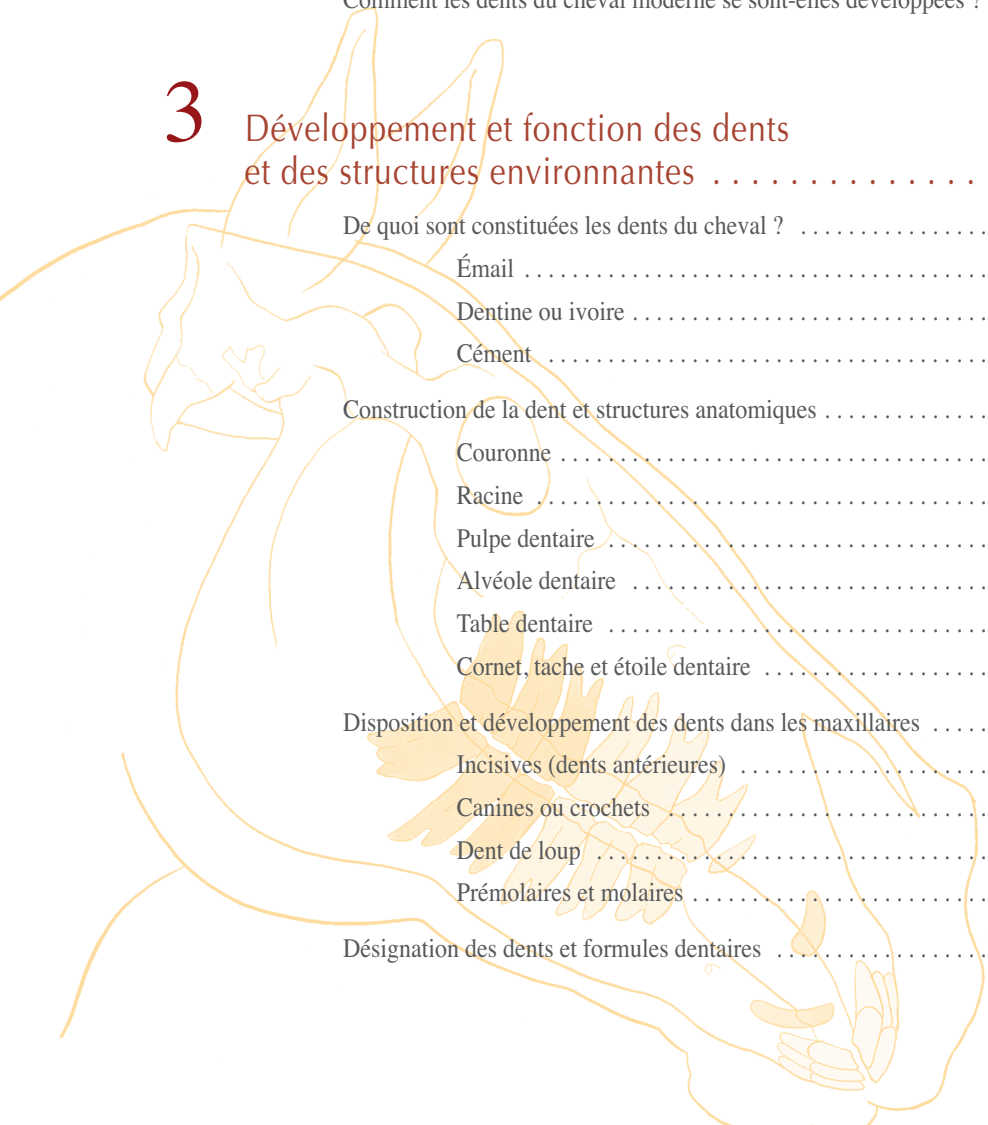 Comment les dents du cheval moderne se sont-elles développées ?
3 Développement et fonction des dents
et des structures environnantes . . . . . . . . . . . . . .
De quoi sont constituées les dents du cheval ? . . . . . . . . . . . . . . . .
Émail . . . . . . . . . . . . . . . . . . . . . . . . . . . . . . . . . . . . . . .
Dentine ou ivoire . . . . . . . . . . . . . . . . . . . . . . . . . . . . . .
Cément . . . . . . . . . . . . . . . . . . . . . . . . . . . . . . . . . . . . .
Construction de la dent et structures anatomiques . . . . . . . . . . . . . .
Couronne . . . . . . . . . . . . . . . . . . . . . . . . . . . . . . . . . . . .
Racine . . . . . . . . . . . . . . . . . . . . . . . . . . . . . . . . . . . . . .
Pulpe dentaire . . . . . . . . . . . . . . . . . . . . . . . . . . . . . . . .
Alvéole dentaire . . . . . . . . . . . . . . . . . . . . . . . . . . . . . .
Table dentaire . . . . . . . . . . . . . . . . . . . . . . . . . . . . . . . .
Cornet, tache et étoile dentaire . . . . . . . . . . . . . . . . . . .
Disposition et développement des dents dans les maxillaires . . . . .
Incisives (dents antérieures) . . . . . . . . . . . . . . . . . . . . .
Canines ou crochets . . . . . . . . . . . . . . . . . . . . . . . . . . .
Dent de loup . . . . . . . . . . . . . . . . . . . . . . . . . . . . . . . . .
Prémolaires et molaires . . . . . . . . . . . . . . . . . . . . . . . . .
Désignation des dents et formules dentaires . . . . . . . . . . . . . . . . . .